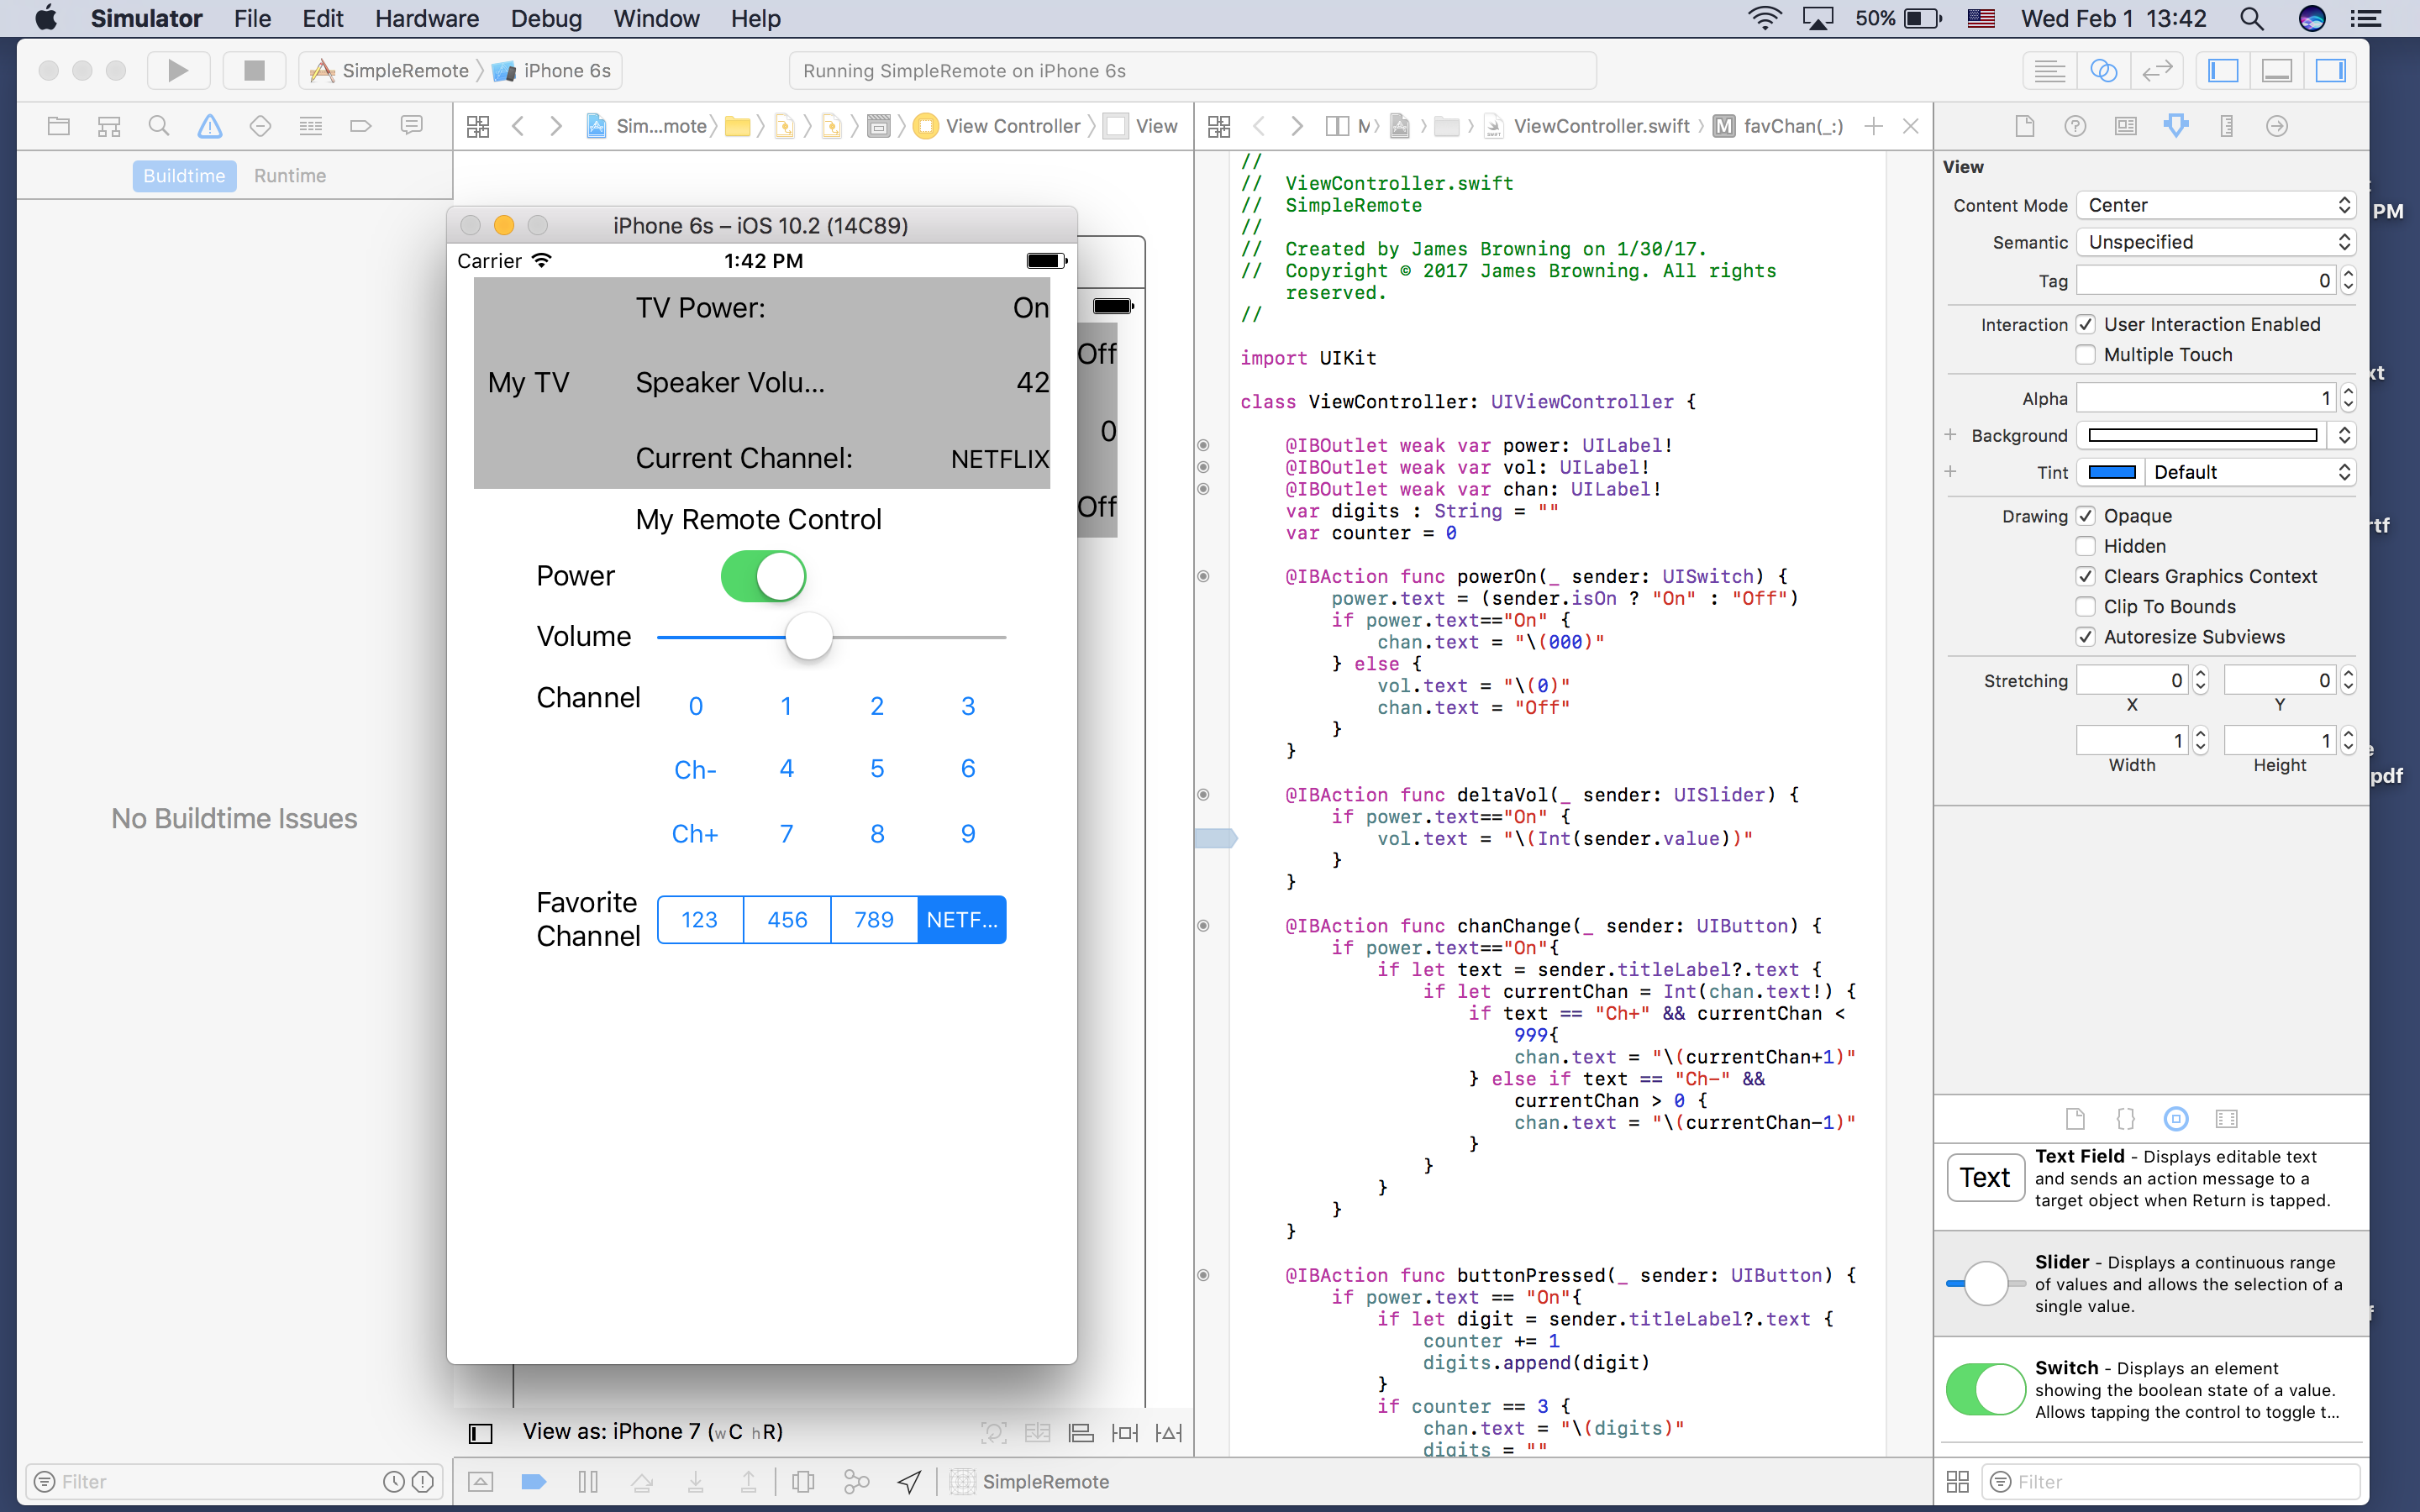 Simulator File Edit Hardware Debug Window Help 50% Wed Feb 1 13:42
SimpleRemote iPhone 6s
Running SimpleRemote on iPhone 6s
Sim...mote View Controller View
ViewController.swift M favChan(_:)
Buildtime Runtime
No Buildtime Issues
Filter
iPhone 6s – iOS 10.2 (14C89)
Carrier 1:42 PM
TV Power: On
My TV Speaker Volu... 42
Current Channel: NETFLIX
My Remote Control
Power
Volume
Channel 0 1 2 3
Ch- 4 5 6
Ch+ 7 8 9
Favorite
Channel
123 456 789 NETF...
Off
0
Off
View as: iPhone 7 (wC hR)
SimpleRemote
//
// ViewController.swift
// SimpleRemote
//
// Created by James Browning on 1/30/17.
// Copyright © 2017 James Browning. All rights
reserved.
//
import UIKit
class ViewController: UIViewController {
@IBOutlet weak var power: UILabel!
@IBOutlet weak var vol: UILabel!
@IBOutlet weak var chan: UILabel!
var digits : String = ""
var counter = 0
@IBAction func powerOn(_ sender: UISwitch) {
power.text = (sender.isOn ? "On" : "Off")
if power.text=="On" {
chan.text = "\(000)"
} else {
vol.text = "\(0)"
chan.text = "Off"
}
}
@IBAction func deltaVol(_ sender: UISlider) {
if power.text=="On" {
vol.text = "\(Int(sender.value))"
}
}
@IBAction func chanChange(_ sender: UIButton) {
if power.text=="On"{
if let text = sender.titleLabel?.text {
if let currentChan = Int(chan.text!) {
if text == "Ch+" && currentChan <
999{
chan.text = "\(currentChan+1)"
} else if text == "Ch-" &&
currentChan > 0 {
chan.text = "\(currentChan-1)"
}
}
}
}
}
@IBAction func buttonPressed(_ sender: UIButton) {
if power.text == "On"{
if let digit = sender.titleLabel?.text {
counter += 1
digits.append(digit)
}
if counter == 3 {
chan.text = "\(digits)"
digits = ""
View
Content Mode Center
Semantic Unspecified
Tag 0
Interaction User Interaction Enabled
Multiple Touch
Alpha 1
Background
Tint Default
Drawing Opaque
Hidden
Clears Graphics Context
Clip To Bounds
Autoresize Subviews
Stretching 0 0
X Y
1 1
Width Height
Text
Text Field - Displays editable text
and sends an action message to a
target object when Return is tapped.
Slider - Displays a continuous range
of values and allows the selection of a
single value.
Switch - Displays an element
showing the boolean state of a value.
Allows tapping the control to toggle t...
Filter
PM
xt
rtf
pdf